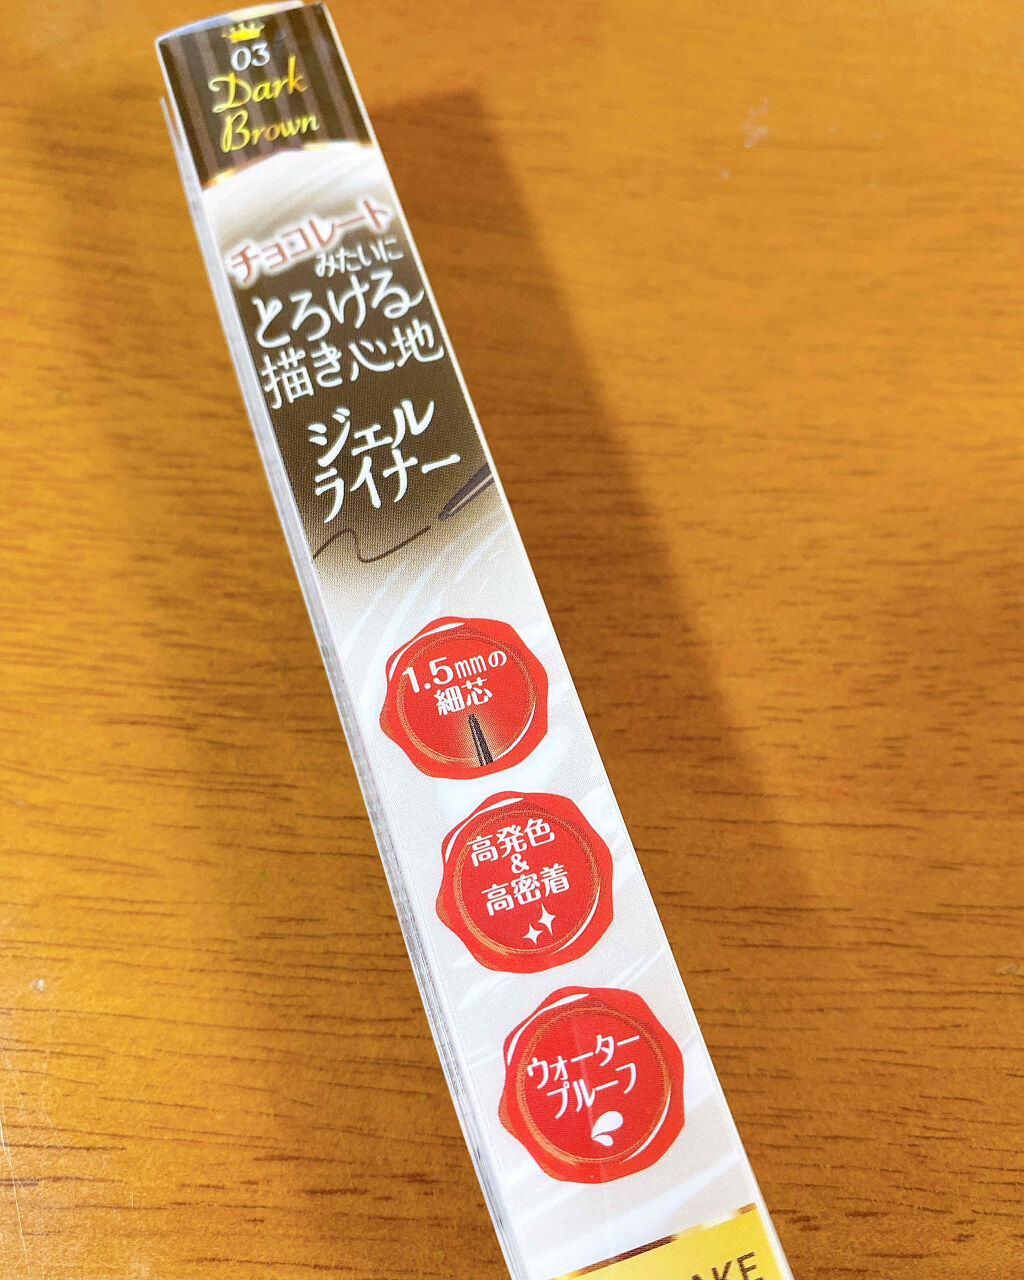 03
Dark
Brown
チョコレート
みたいに
とろける
描き心地
ジェル
ライナー
1.5㎜の
細芯
高発色
&
高密着
ウォーター
プルーフ